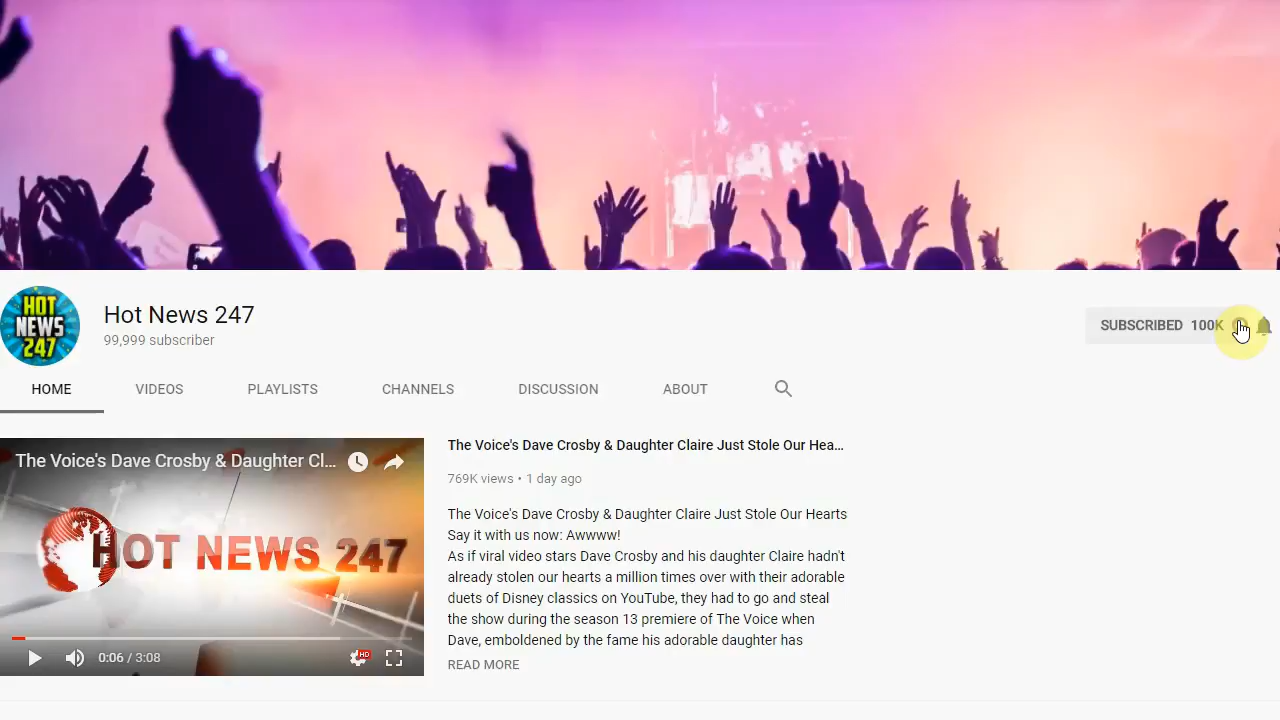 Hot News 247
99,999 subscriber
SUBSCRIBED 100K
HOT
NEWS
247
HOME VIDEOS PLAYLISTS CHANNELS DISCUSSION ABOUT
The Voice's Dave Crosby & Daughter Cl...
HOT NEWS 247
0:06 / 3:08
HD
The Voice's Dave Crosby & Daughter Claire Just Stole Our Hea...
769K views • 1 day ago
The Voice's Dave Crosby & Daughter Claire Just Stole Our Hearts
Say it with us now: Awwww!
As if viral video stars Dave Crosby and his daughter Claire hadn't
already stolen our hearts a million times over with their adorable
duets of Disney classics on YouTube, they had to go and steal
the show during the season 13 premiere of The Voice when
Dave, emboldened by the fame his adorable daughter has
READ MORE